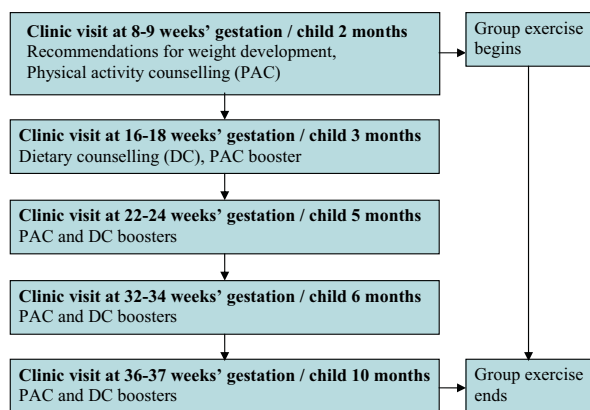 Clinic visit at 8-9 weeks' gestation / child 2 months
Recommendations for weight development,
Physical activity counselling (PAC)
Group exercise
begins
Clinic visit at 16-18 weeks' gestation / child 3 months
Dietary counselling (DC), PAC booster
Clinic visit at 22-24 weeks' gestation / child 5 months
PAC and DC boosters
Clinic visit at 32-34 weeks' gestation / child 6 months
PAC and DC boosters
Clinic visit at 36-37 weeks' gestation / child 10 months
PAC and DC boosters
Group exercise
ends